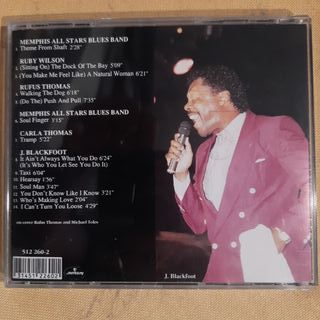 MEMPHIS ALL STARS BLUES BAND
1. Theme From Shaft 2'28"
RUBY WILSON
2. (Sitting On) The Dock Of The Bay 5'09"
3. (You Make Me Feel Like) A Natural Woman 6'21"
RUFUS THOMAS
4. Walking The Dog 6'18"
5. (Do The) Push And Pull 7'35"
MEMPHIS ALL STARS BLUES BAND
6. Soul Finger 3'15"
CARLA THOMAS
7. Tramp 5'22"
J. BLACKFOOT
8. It Ain't Always What You Do 6'24"
(It's Who You Let See You Do It)
9. Taxi 6'04"
10. Hearsay 1'56"
11. Soul Man 3'47"
12. You Don't Know Like I Know 3'21"
13. Who's Making Love 2'04"
14. I Can't Turn You Loose 4'29"
on cover Rufus Thomas and Michael Toles
512 260-2
mercury
J. Blackfoot